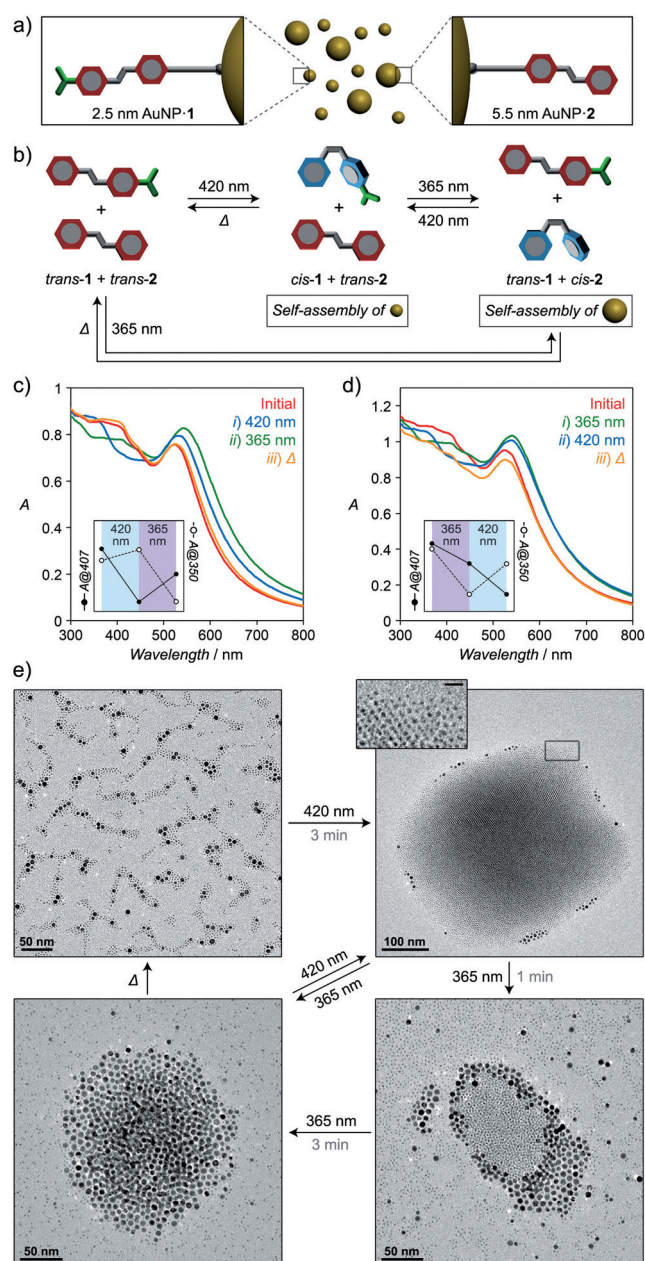 a)
2.5 nm AuNP·1
5.5 nm AuNP·2
b)
420 nm
Δ
365 nm
420 nm
+
+
+
trans-1 + trans-2
cis-1 + trans-2
trans-1 + cis-2
Self-assembly of
Self-assembly of
Δ
365 nm
c)
1
0.8
0.6
A
0.4
0.2
0
300 400 500 600 700 800
Wavelength / nm
Initial
i) 420 nm
ii) 365 nm
iii) Δ
420 nm
365 nm
A@407
A@350
d)
1.2
1
0.8
A
0.6
0.4
0.2
0
300 400 500 600 700 800
Wavelength / nm
Initial
i) 365 nm
ii) 420 nm
iii) Δ
365 nm
420 nm
A@407
A@350
e)
50 nm
420 nm
3 min
100 nm
Δ
420 nm
365 nm
365 nm
1 min
50 nm
365 nm
3 min
50 nm